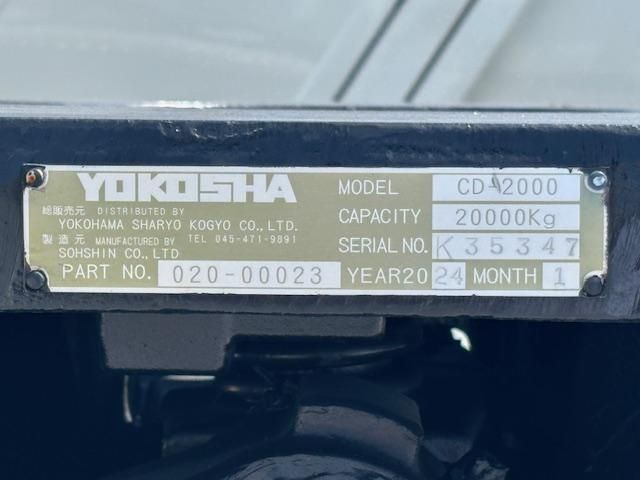 YOKOSHA
総販売元 DISTRIBUTED BY
YOKOHAMA SHARYO KOGYO CO., LTD.
製造元 MANUFACTURED BY TEL 045-471-9891
SOHSHIN CO., LTD
PART NO. 020-00023
MODEL CD-2000
CAPACITY 20000Kg
SERIAL NO. K35347
YEAR2024 MONTH 1